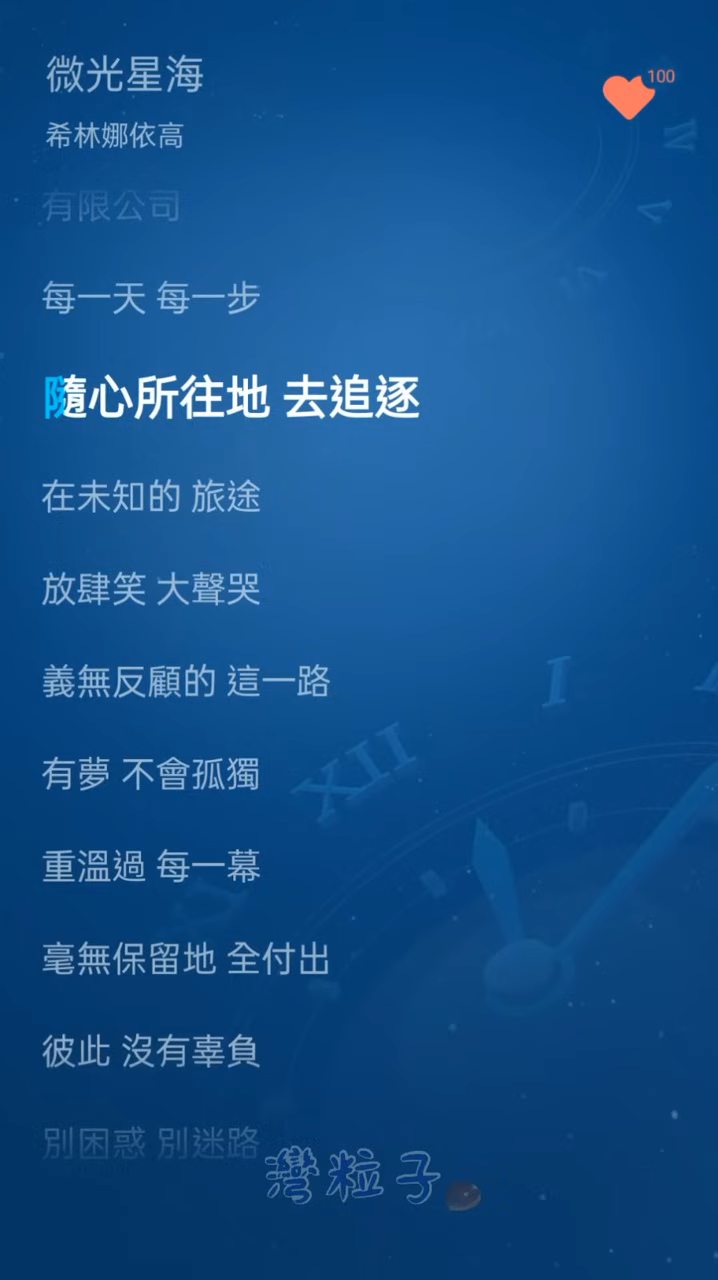 微光星海
100
希林娜依高
有限公司
每一天 每一步
隨心所往地 去追逐
在未知的 旅途
放肆笑 大聲哭
義無反顧的 這一路
有夢 不會孤獨
重溫過 每一幕
毫無保留地 全付出
彼此 沒有辜負
別困惑 別迷路
灣粒子
I
XII
V